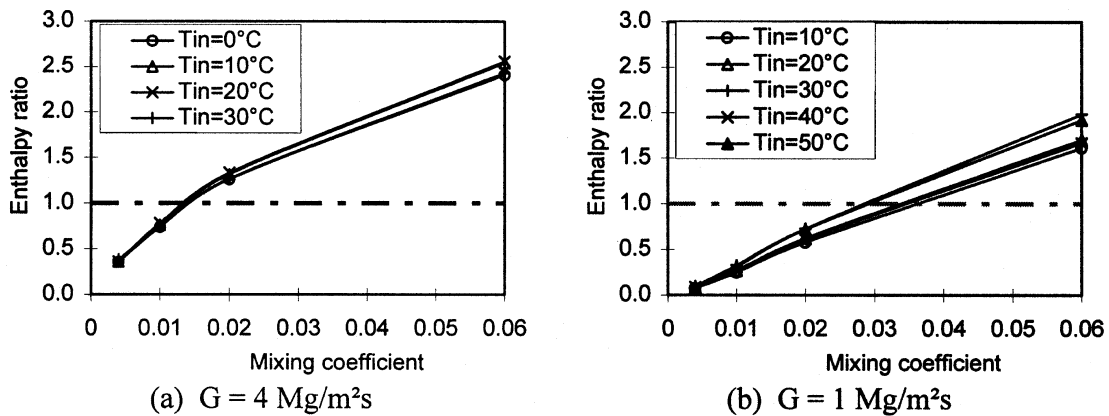 3.0
2.5
2.0
1.5
1.0
0.5
0.0
Enthalpy ratio
Tin=0°C
Tin=10°C
Tin=20°C
Tin=30°C
0 0.01 0.02 0.03 0.04 0.05 0.06
Mixing coefficient
(a) G = 4 Mg/m²s
3.0
2.5
2.0
1.5
1.0
0.5
0.0
Enthalpy ratio
Tin=10°C
Tin=20°C
Tin=30°C
Tin=40°C
Tin=50°C
0 0.01 0.02 0.03 0.04 0.05 0.06
Mixing coefficient
(b) G = 1 Mg/m²s